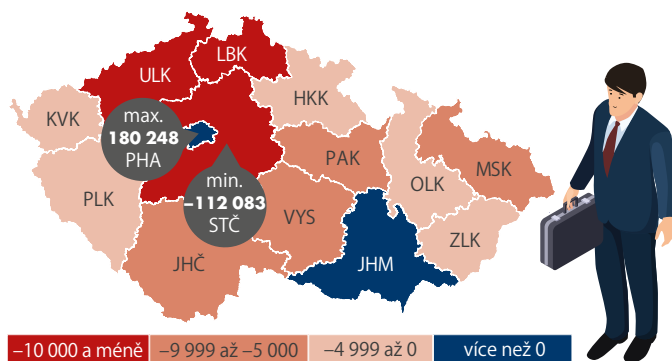 LBK
ULK
HKK
KVK
max.
180 248
PHA
PAK
MSK
min.
–112 083
STČ
OLK
PLK
VYS
ZLK
JHČ
JHM
–10 000 a méně
–9 999 až –5 000
–4 999 až 0
více než 0